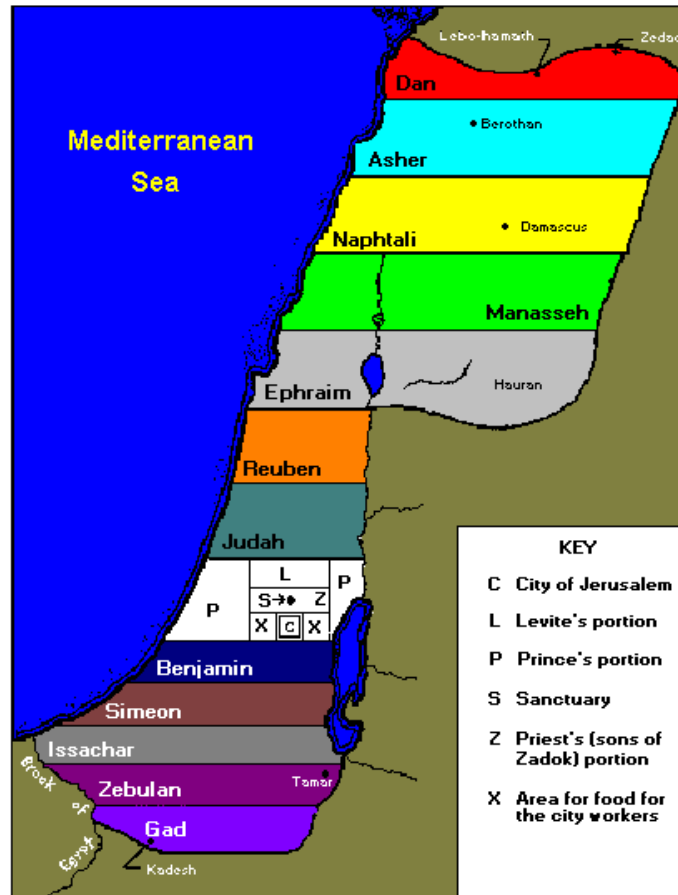 Lebo-hamath
Zedad
Dan
Berothan
Mediterranean
Sea
Asher
Damascus
Naphtali
Manasseh
Ephraim
Hauran
Reuben
Judah
L
P
P
S
Z
X
C
X
Benjamin
Simeon
Issachar
Brook of Egypt
Tamar
Zebulan
Gad
Kadesh
KEY
C City of Jerusalem
L Levite's portion
P Prince's portion
S Sanctuary
Z Priest's (sons of
Zadok) portion
X Area for food for
the city workers